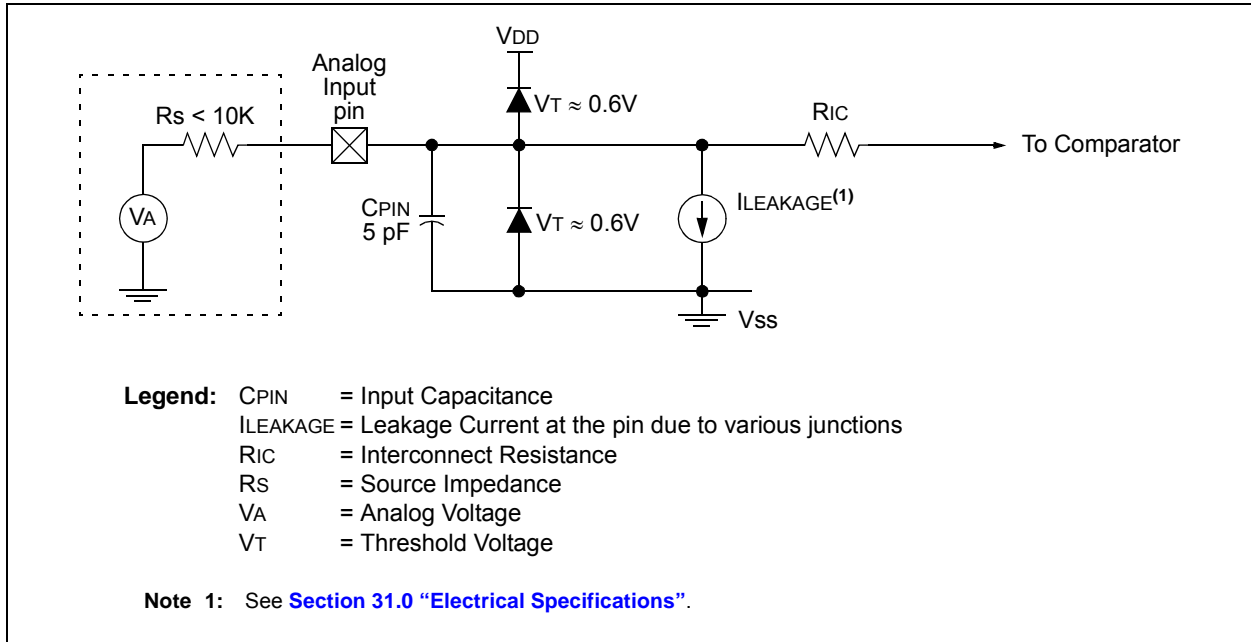 VDD
Analog
Input
pin
Rs < 10K
VT ≈ 0.6V
RIC
To Comparator
VA
CPIN
5 pF
VT ≈ 0.6V
ILEAKAGE(1)
Vss
Legend: CPIN = Input Capacitance
ILEAKAGE = Leakage Current at the pin due to various junctions
RIC = Interconnect Resistance
RS = Source Impedance
VA = Analog Voltage
VT = Threshold Voltage
Note 1: See Section 31.0 “Electrical Specifications”.